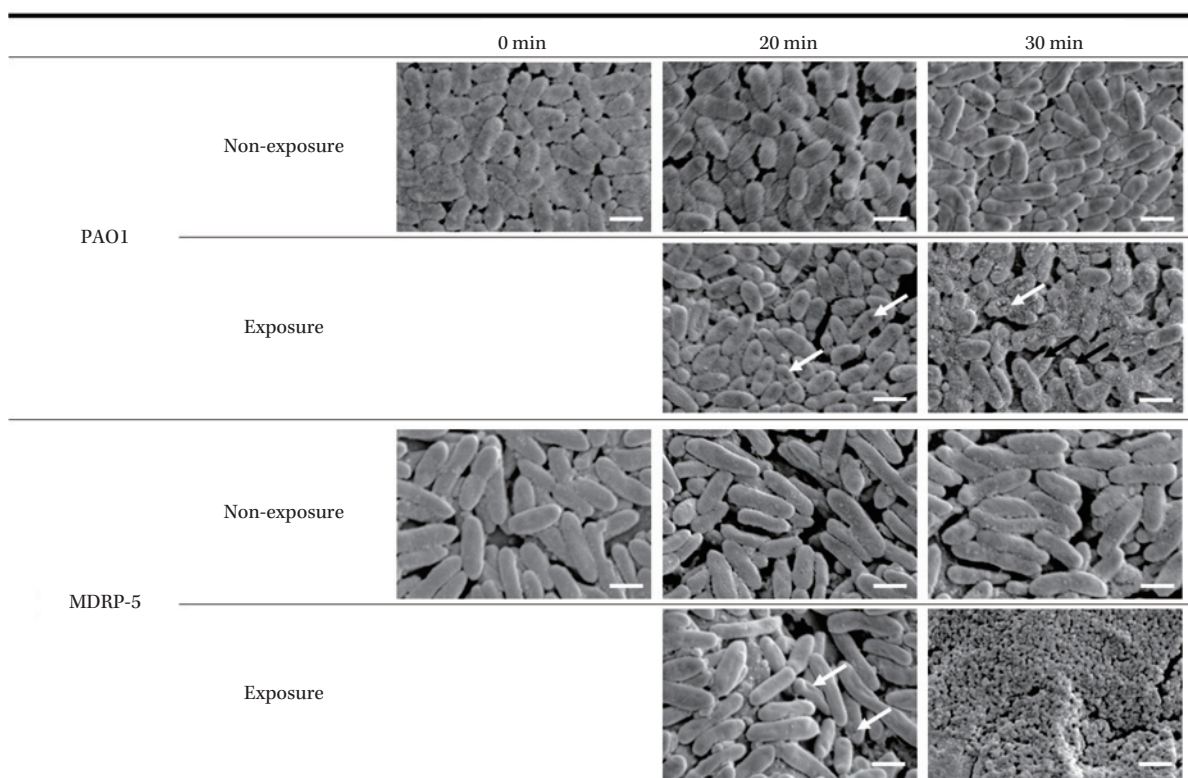 0 min 20 min 30 min
Non-exposure
PAO1
Exposure
Non-exposure
MDRP-5
Exposure